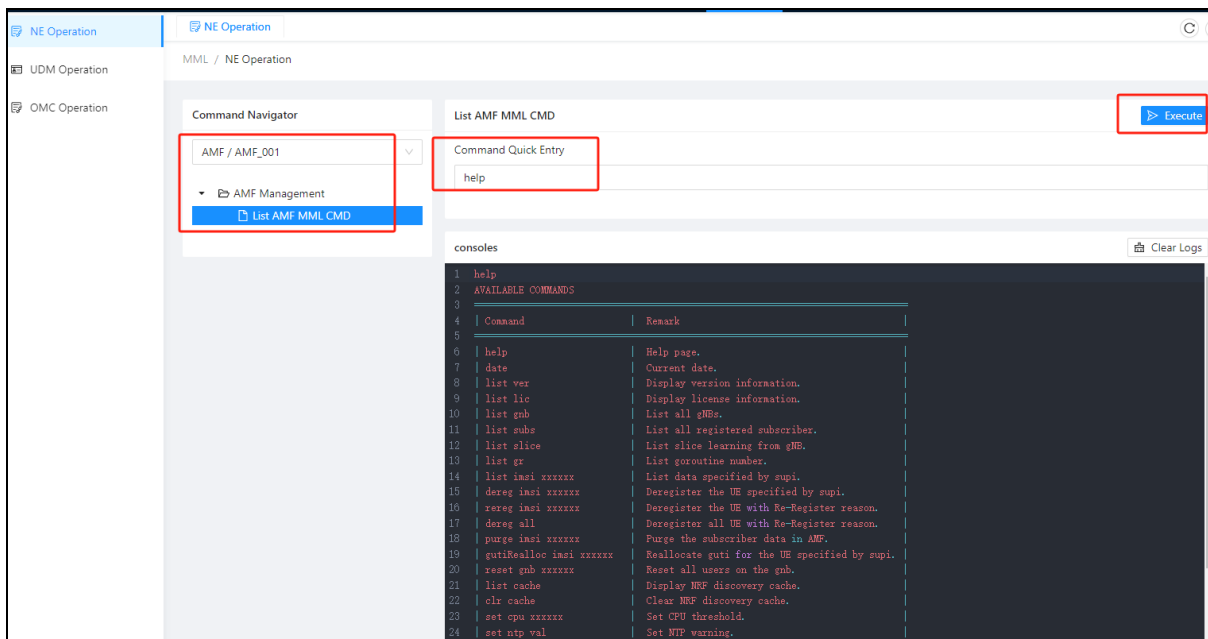 NE Operation
UDM Operation
OMC Operation
NE Operation
MML / NE Operation
Command Navigator
AMF / AMF_001
AMF Management
List AMF MML CMD
List AMF MML CMD
Execute
Command Quick Entry
help
consoles
Clear Logs
1 help
2 AVAILABLE COMMANDS
3
4 | Command | Remark |
5
6 | help | Help page. |
7 | date | Current date. |
8 | list ver | Display version information. |
9 | list lic | Display license information. |
10 | list gnb | List all gNBs. |
11 | list subs | List all registered subscriber. |
12 | list slice | List slice learning from gNB. |
13 | list gr | List goroutine number. |
14 | list imsi xxxxxx | List data specified by supi. |
15 | dereg imsi xxxxxx | Deregister the UE specified by supi. |
16 | rereg imsi xxxxxx | Deregister the UE with Re-Register reason. |
17 | dereg all | Deregister all UE with Re-Register reason. |
18 | purge imsi xxxxxx | Purge the subscriber data in AMF. |
19 | gutiRealloc imsi xxxxxx | Reallocate guti for the UE specified by supi. |
20 | reset gnb xxxxxx | Reset all users on the gnb. |
21 | list cache | Display NRF discovery cache. |
22 | clr cache | Clear NRF discovery cache. |
23 | set cpu xxxxxx | Set CPU threshold. |
24 | set ntp val | Set NTP warning. |